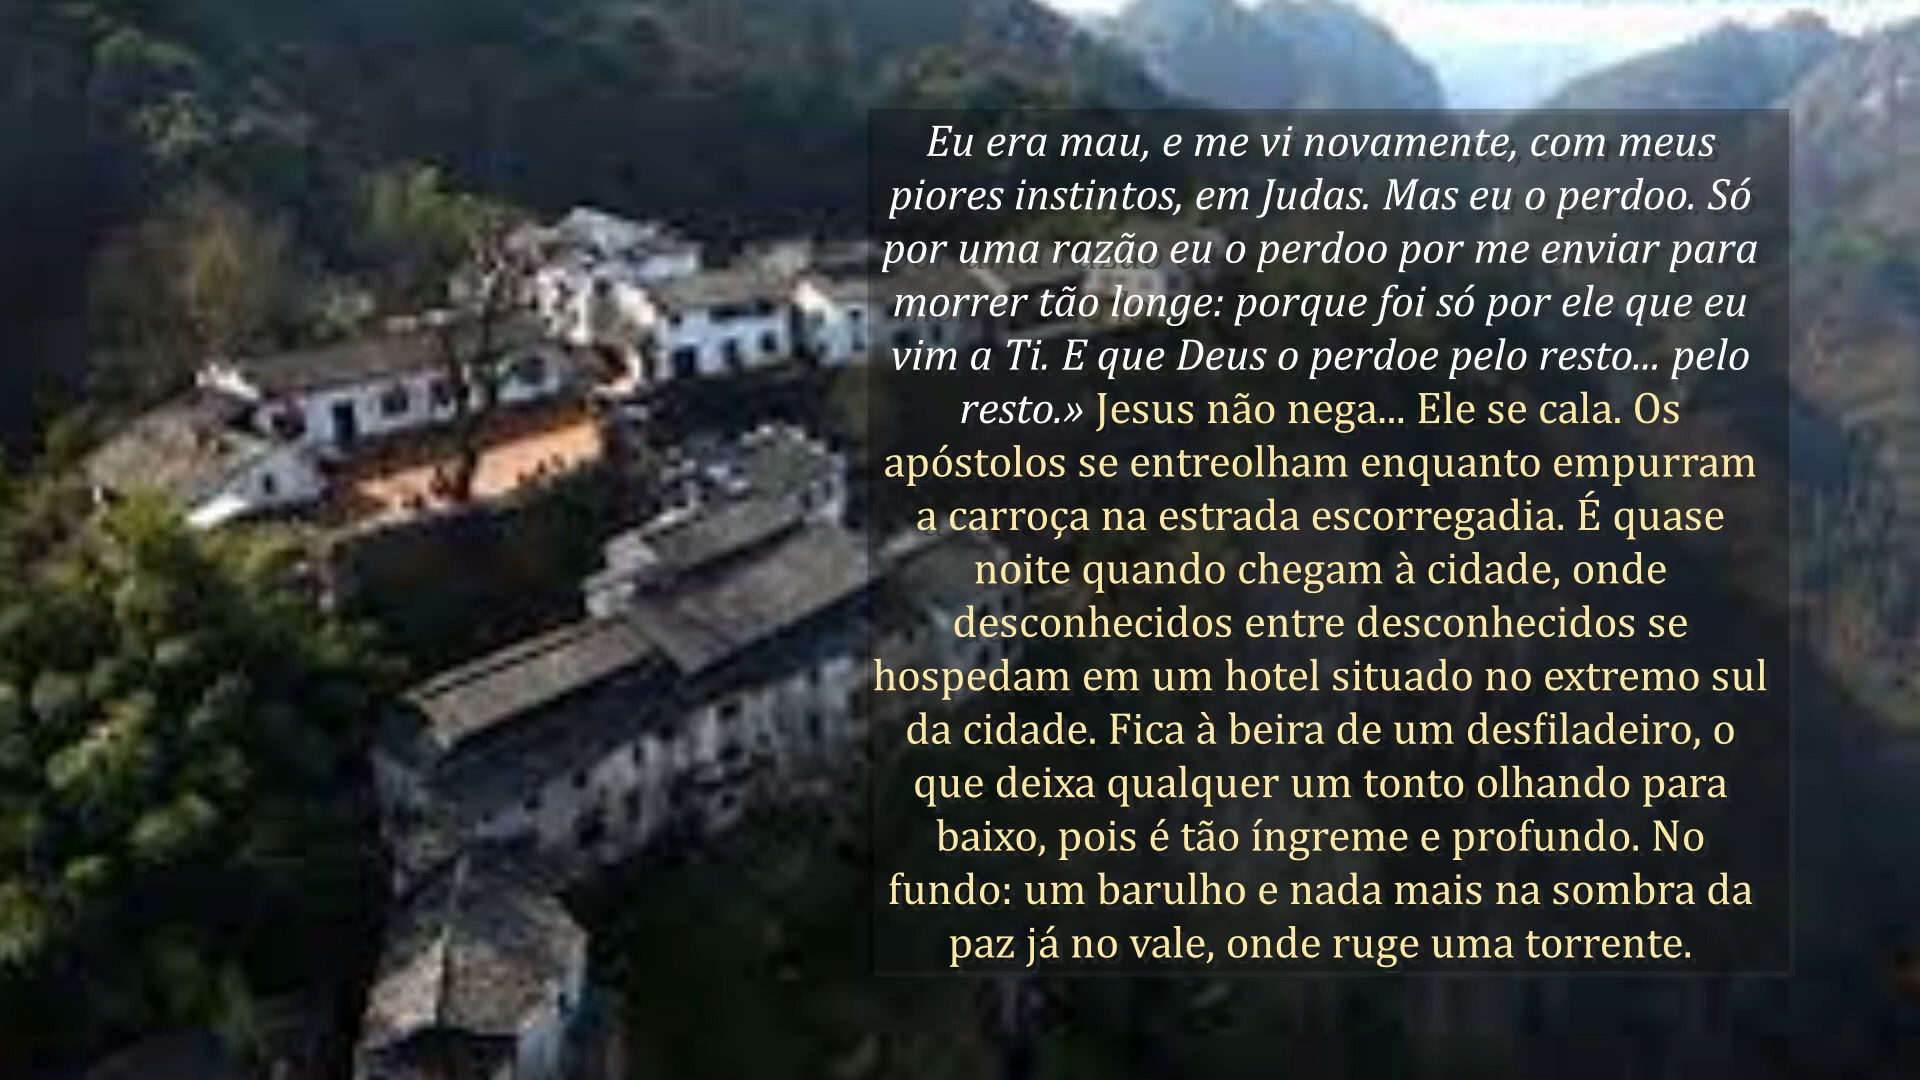 Eu era mau, e me vi novamente, com meus
piores instintos, em Judas. Mas eu o perdoo. Só
por uma razão eu o perdoo por me enviar para
morrer tão longe: porque foi só por ele que eu
vim a Ti. E que Deus o perdoe pelo resto... pelo
resto.» Jesus não nega... Ele se cala. Os
apóstolos se entreolham enquanto empurram
a carroça na estrada escorregadia. É quase
noite quando chegam à cidade, onde
desconhecidos entre desconhecidos se
hospedam em um hotel situado no extremo sul
da cidade. Fica à beira de um desfiladeiro, o
que deixa qualquer um tonto olhando para
baixo, pois é tão íngreme e profundo. No
fundo: um barulho e nada mais na sombra da
paz já no vale, onde ruge uma torrente.